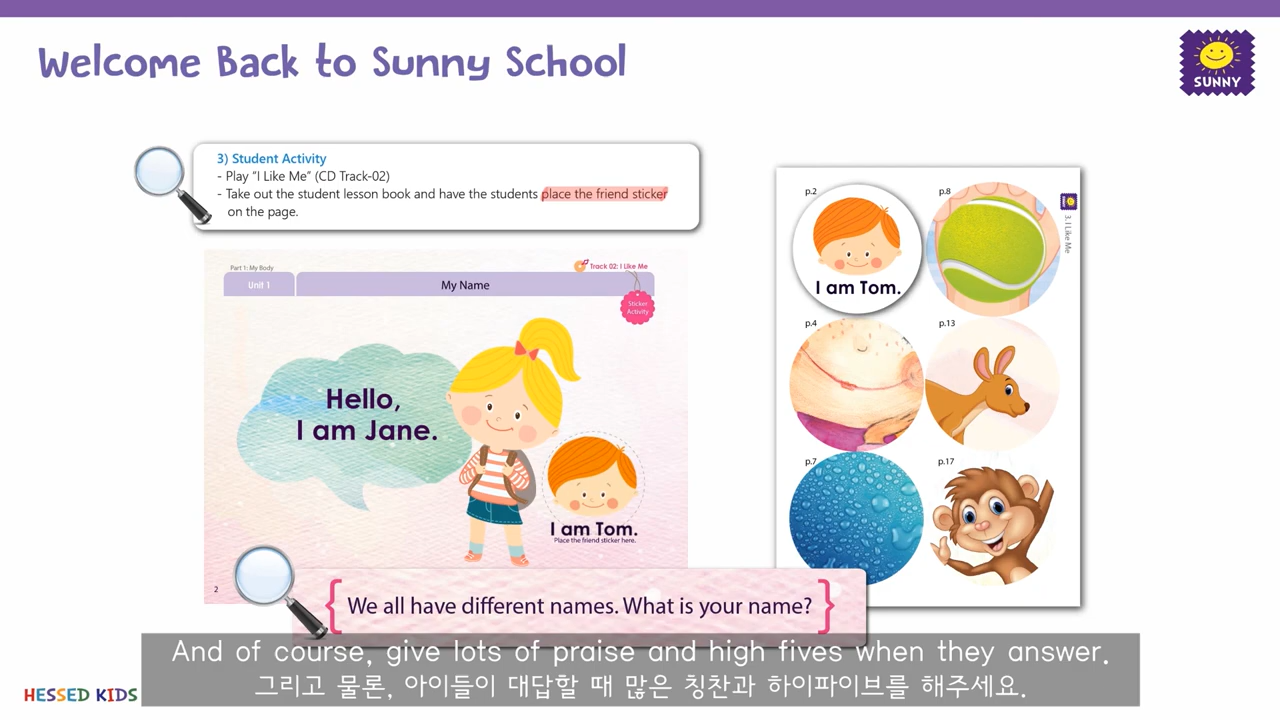 Welcome Back to Sunny School
SUNNY
3) Student Activity
- Play “I Like Me” (CD Track-02)
- Take out the student lesson book and have the students place the friend sticker
on the page.
Part 1: My Body
Track 02: I Like Me
Unit 1
My Name
Sticker
Activity
Hello,
I am Jane.
I am Tom.
Place the friend sticker here.
2
p.2
I am Tom.
p.8
3. I Like Me
p.4
p.13
p.7
p.17
{ We all have different names. What is your name? }
And of course, give lots of praise and high fives when they answer.
그리고 물론, 아이들이 대답할 때 많은 칭찬과 하이파이브를 해주세요.
HESSED KIDS